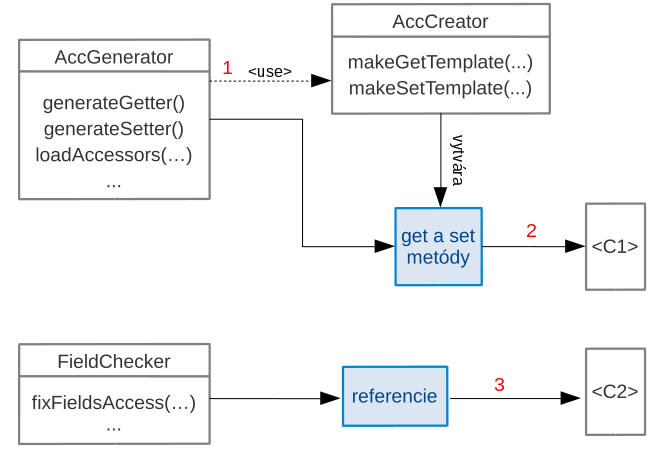 AccCreator
makeGetTemplate(...)
makeSetTemplate(...)
AccGenerator
generateGetter()
generateSetter()
loadAccessors(...)
...
1
<use>
vytvára
get a set
metódy
2
<C1>
FieldChecker
fixFieldsAccess(...)
...
referencie
3
<C2>